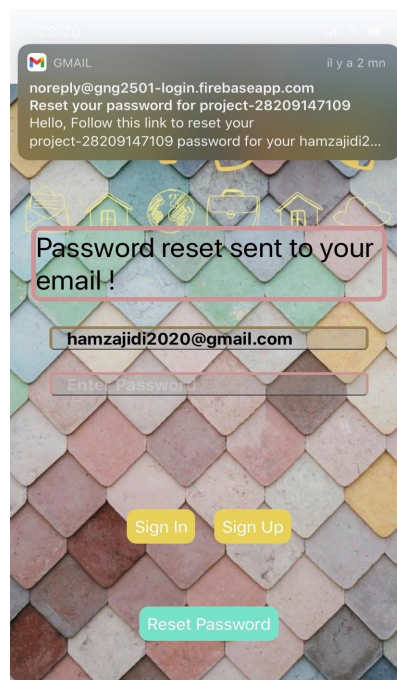 23:20
GMAIL
il y a 2 mn
noreply@gng2501-login.firebaseapp.com
Reset your password for project-28209147109
Hello, Follow this link to reset your
project-28209147109 password for your hamzajidi2...
Password reset sent to your
email !
hamzajidi2020@gmail.com
Enter Password
Sign In
Sign Up
Reset Password